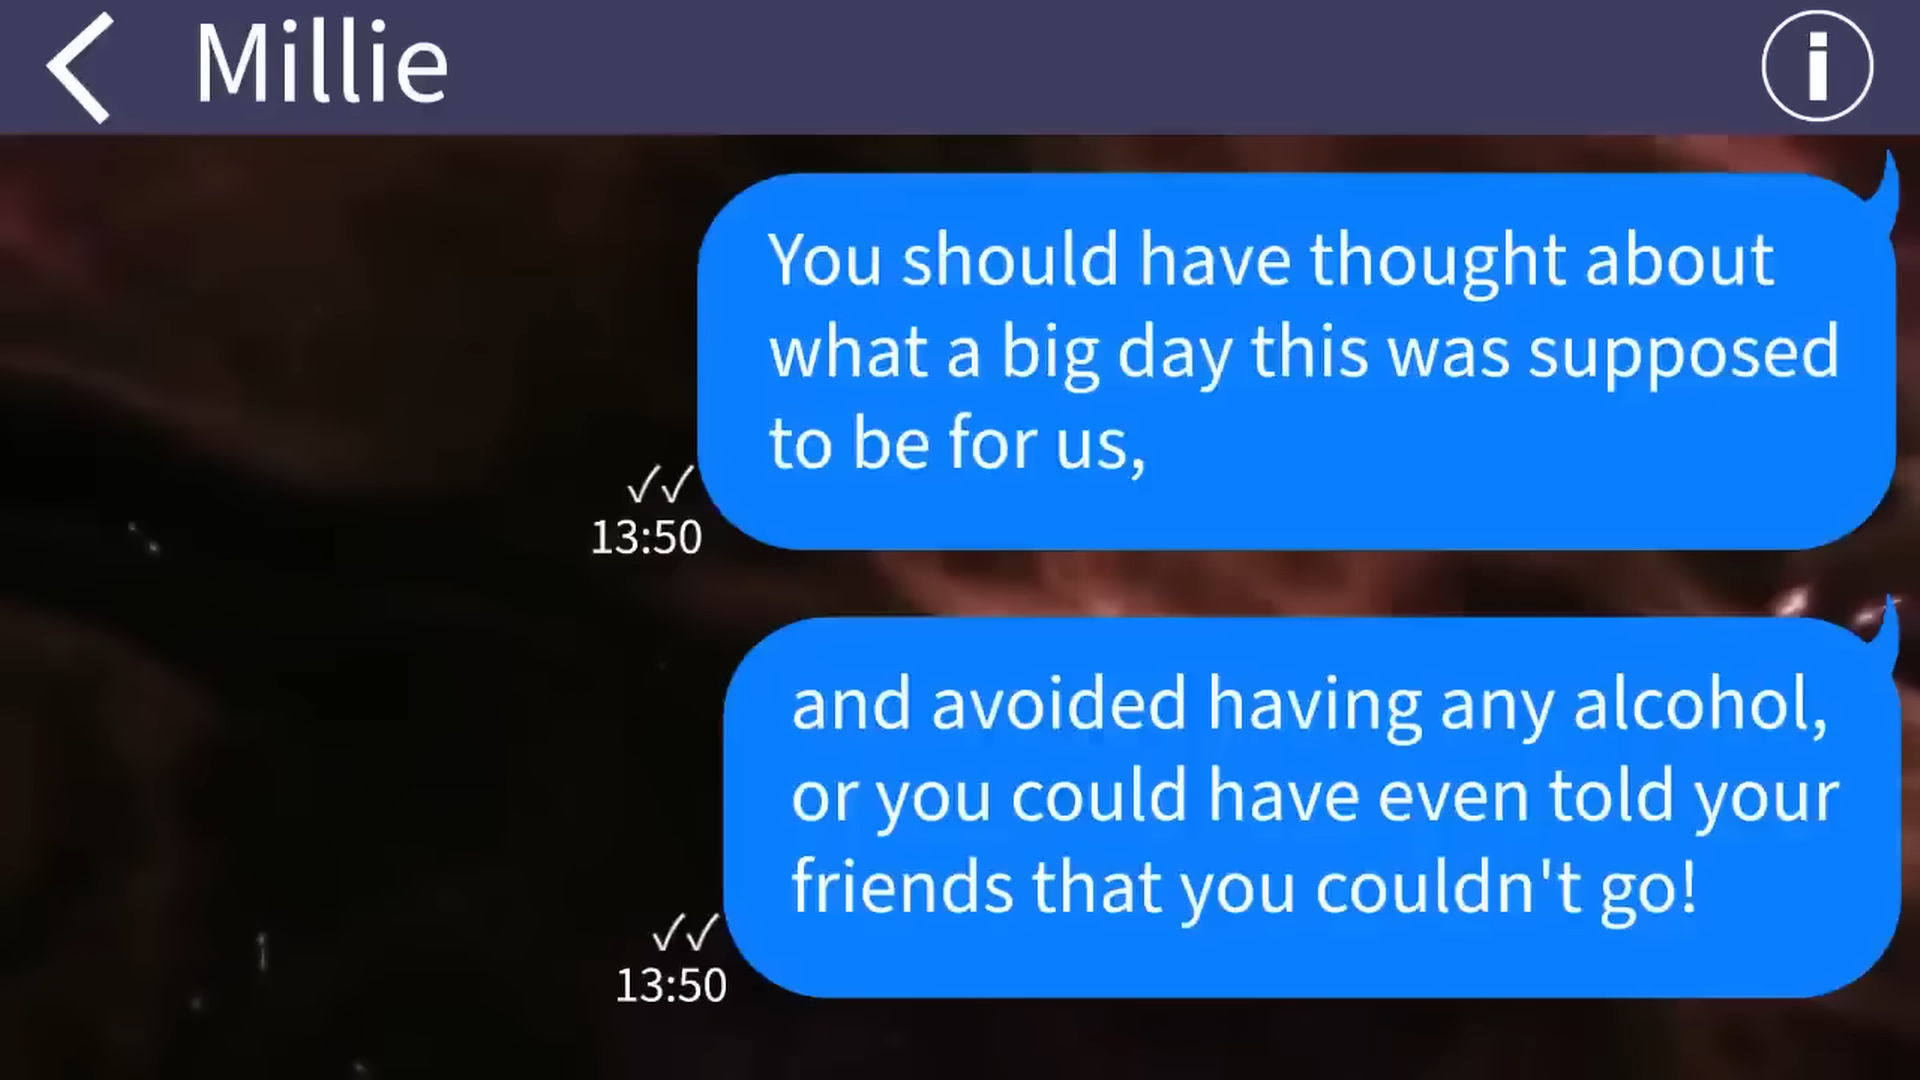 Millie
You should have thought about
what a big day this was supposed
to be for us,
✓✓
13:50
and avoided having any alcohol,
or you could have even told your
friends that you couldn't go!
✓✓
13:50